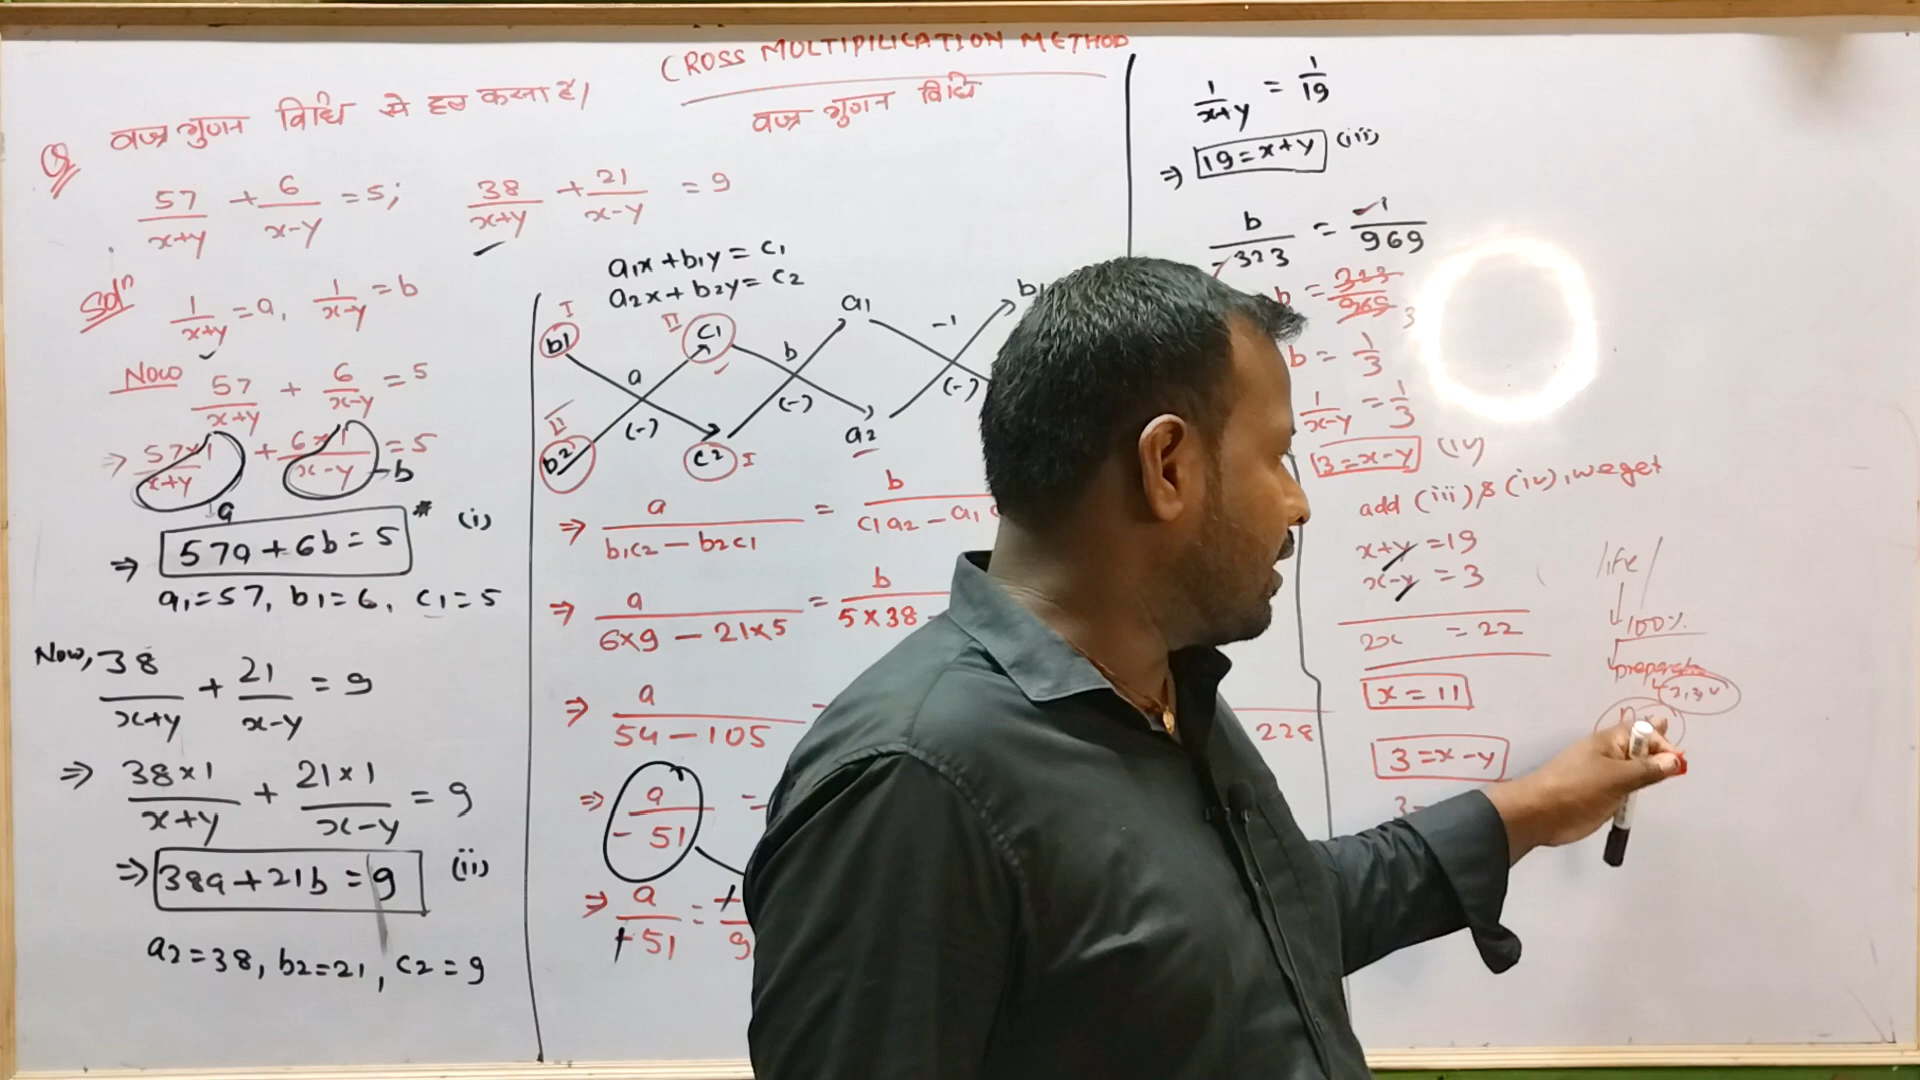 CROSS MULTIPILICATION METHOD
वज्र गुणन विधि
Q वज्र गुणन विधि से हल करना है।
57/x+y + 6/x-y = 5; 38/x+y + 21/x-y = 9
Solⁿ 1/x+y = a, 1/x-y = b
Now 57/x+y + 6/x-y = 5
⇒ 57×1/x+y + 6×1/x-y = 5
a
b
⇒ 57a + 6b = 5 (i)
a1=57, b1=6, c1=5
Now, 38/x+y + 21/x-y = 9
⇒ 38×1/x+y + 21×1/x-y = 9
⇒ 38a+21b = 9 (ii)
a2=38, b2=21, c2=9
a1x+b1y = c1
a2x+b2y = c2
I II
b1 c1 a1 b1
a b -1
(-) (-) (-)
II
b2 c2 I a2
⇒ a/b1c2 - b2c1 = b/c1a2 - a1
⇒ a/6×9 - 21×5 = b/5×38 -
⇒ a/54-105
228
⇒ a/-51 =
⇒ a/-51 = -/9
1/x+y = 1/19
⇒ 19=x+y (iii)
b/-323 = -1/969
b = 323/969 3
b = 1/3
1/x-y = 1/3
3=x-y (iv)
add (iii) & (iv), we get
x+y = 19
x-y = 3
2x = 22
x = 11
3 = x-y
3-
life
100%